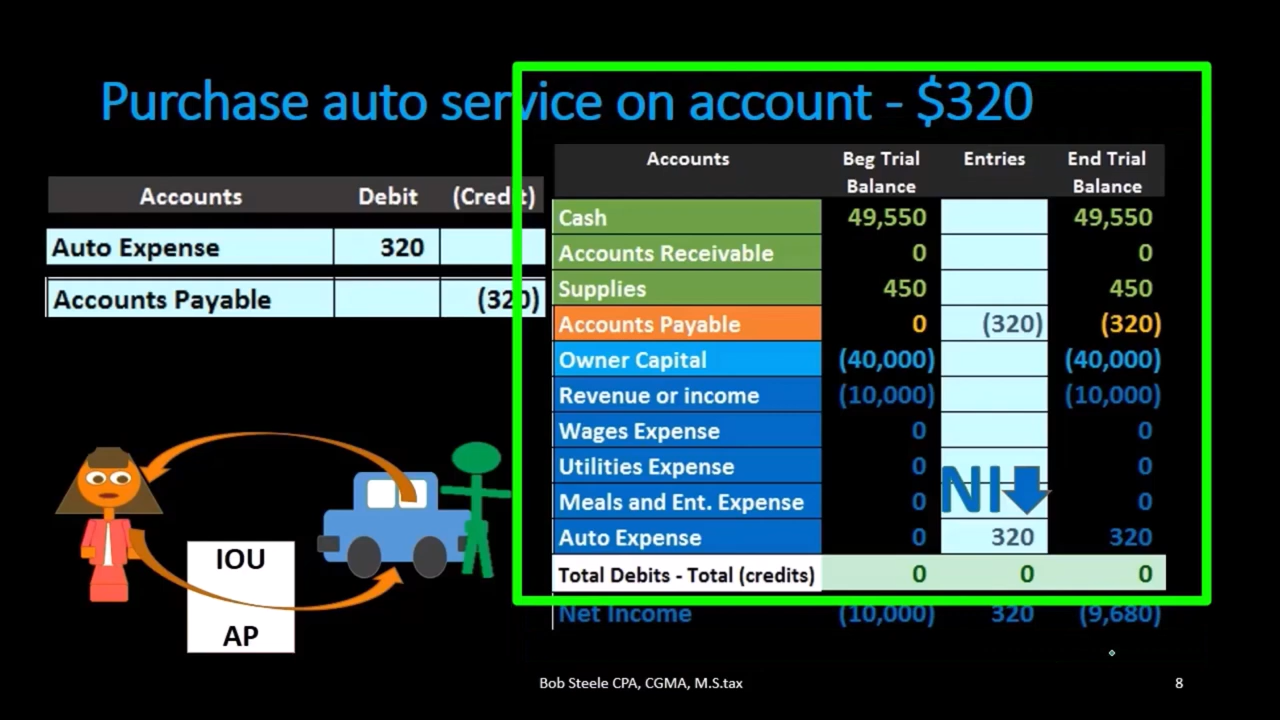 Purchase auto service on account - $320
Accounts Debit (Credit)
Auto Expense 320
Accounts Payable (320)
IOU
AP
Accounts Beg Trial Balance Entries End Trial Balance
Cash 49,550 49,550
Accounts Receivable 0 0
Supplies 450 450
Accounts Payable 0 (320) (320)
Owner Capital (40,000) (40,000)
Revenue or income (10,000) (10,000)
Wages Expense 0 0
Utilities Expense 0 0
Meals and Ent. Expense 0 NI 0
Auto Expense 0 320 320
Total Debits - Total (credits) 0 0 0
Net Income (10,000) 320 (9,680)
Bob Steele CPA, CGMA, M.S.tax 8